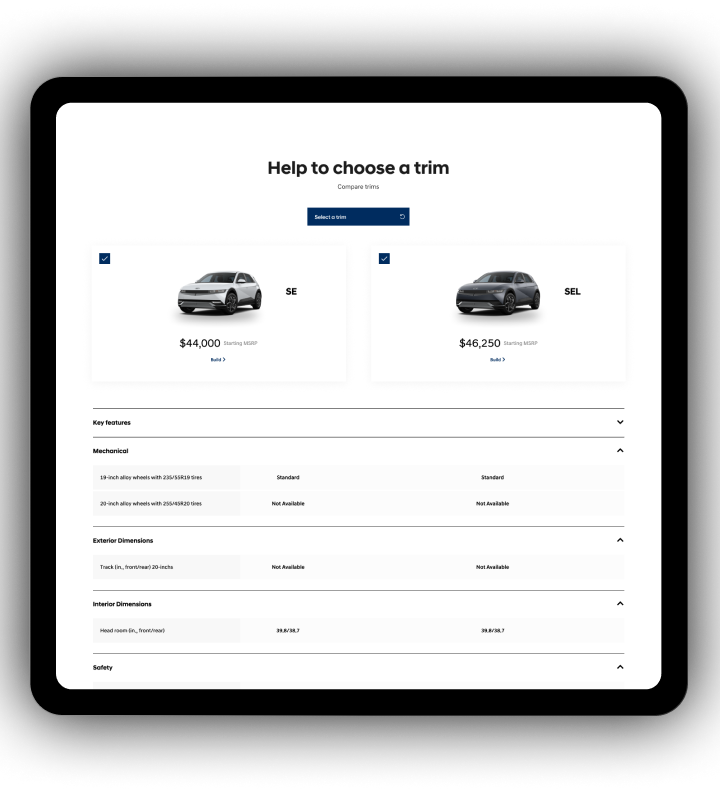 Help to choose a trim
Compare trims
Select a trim
SE
SEL
$44,000 Starting MSRP
$46,250 Starting MSRP
Build
Build
Key features
Mechanical
19-inch alloy wheels with 235/55R19 tires Standard Standard
20-inch alloy wheels with 255/45R20 tires Not Available Not Available
Exterior Dimensions
Track (in., front/rear) 20-inchs Not Available Not Available
Interior Dimensions
Head room (in., front/rear) 39,8/38,7 39,8/38,7
Safety